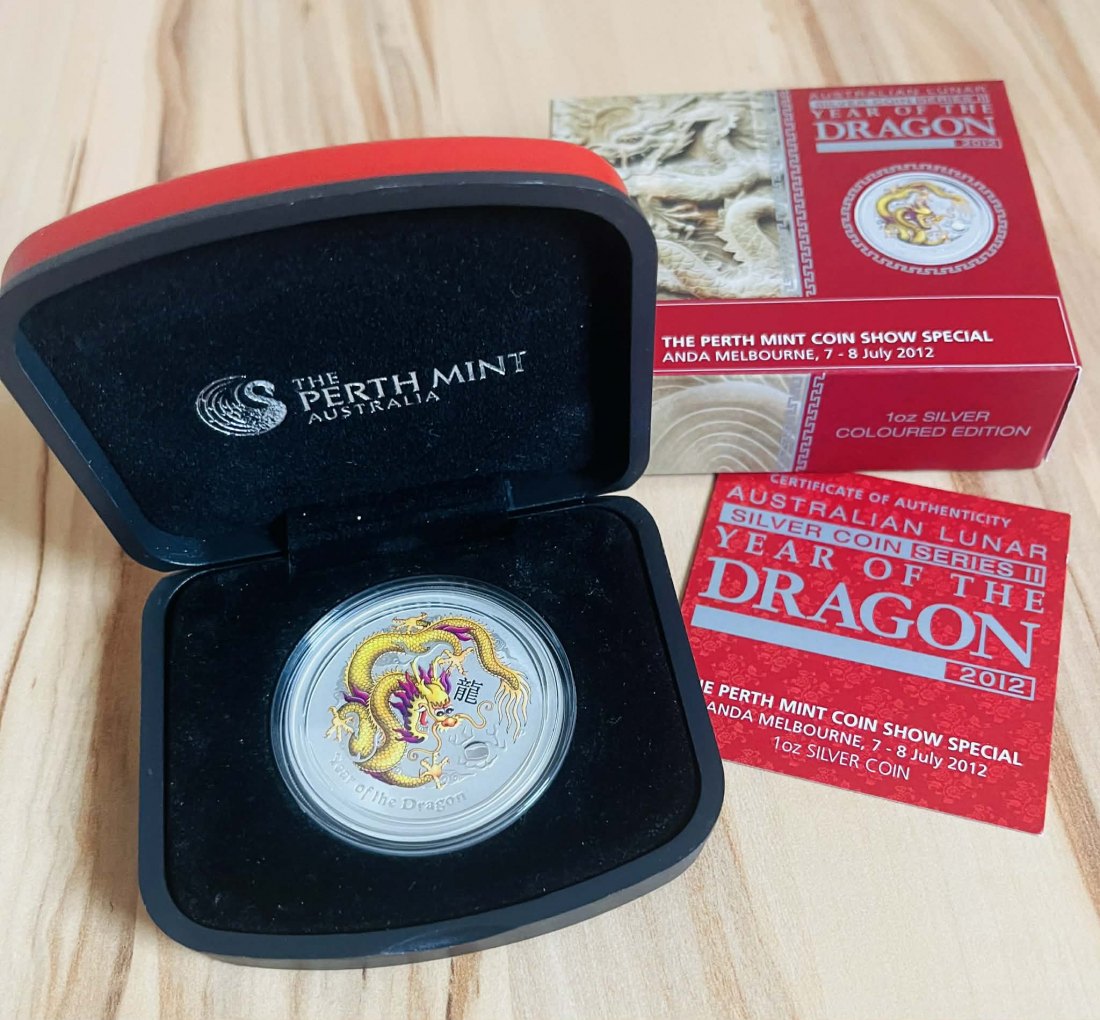 AUSTRALIAN LUNAR
SILVER COIN SERIES II
YEAR OF THE
DRAGON
2012
THE PERTH MINT COIN SHOW SPECIAL
ANDA MELBOURNE, 7 - 8 July 2012
1oz SILVER
COLOURED EDITION
THE
PERTH MINT
AUSTRALIA
龍
Year of the Dragon
CERTIFICATE OF AUTHENTICITY
AUSTRALIAN LUNAR
SILVER COIN SERIES II
YEAR OF THE
DRAGON
2012
THE PERTH MINT COIN SHOW SPECIAL
ANDA MELBOURNE, 7 - 8 July 2012
1oz SILVER COIN